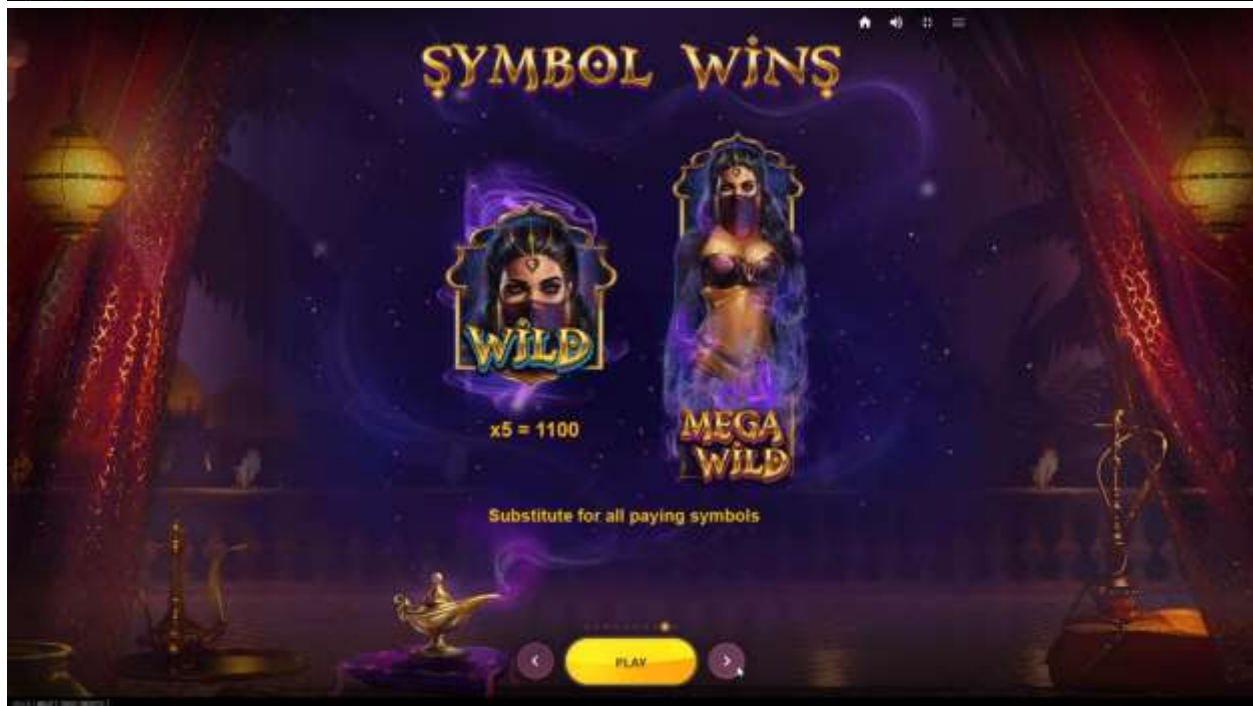 SYMBOL WINS
WILD
x5 = 1100
MEGA
WILD
Substitute for all paying symbols
PLAY